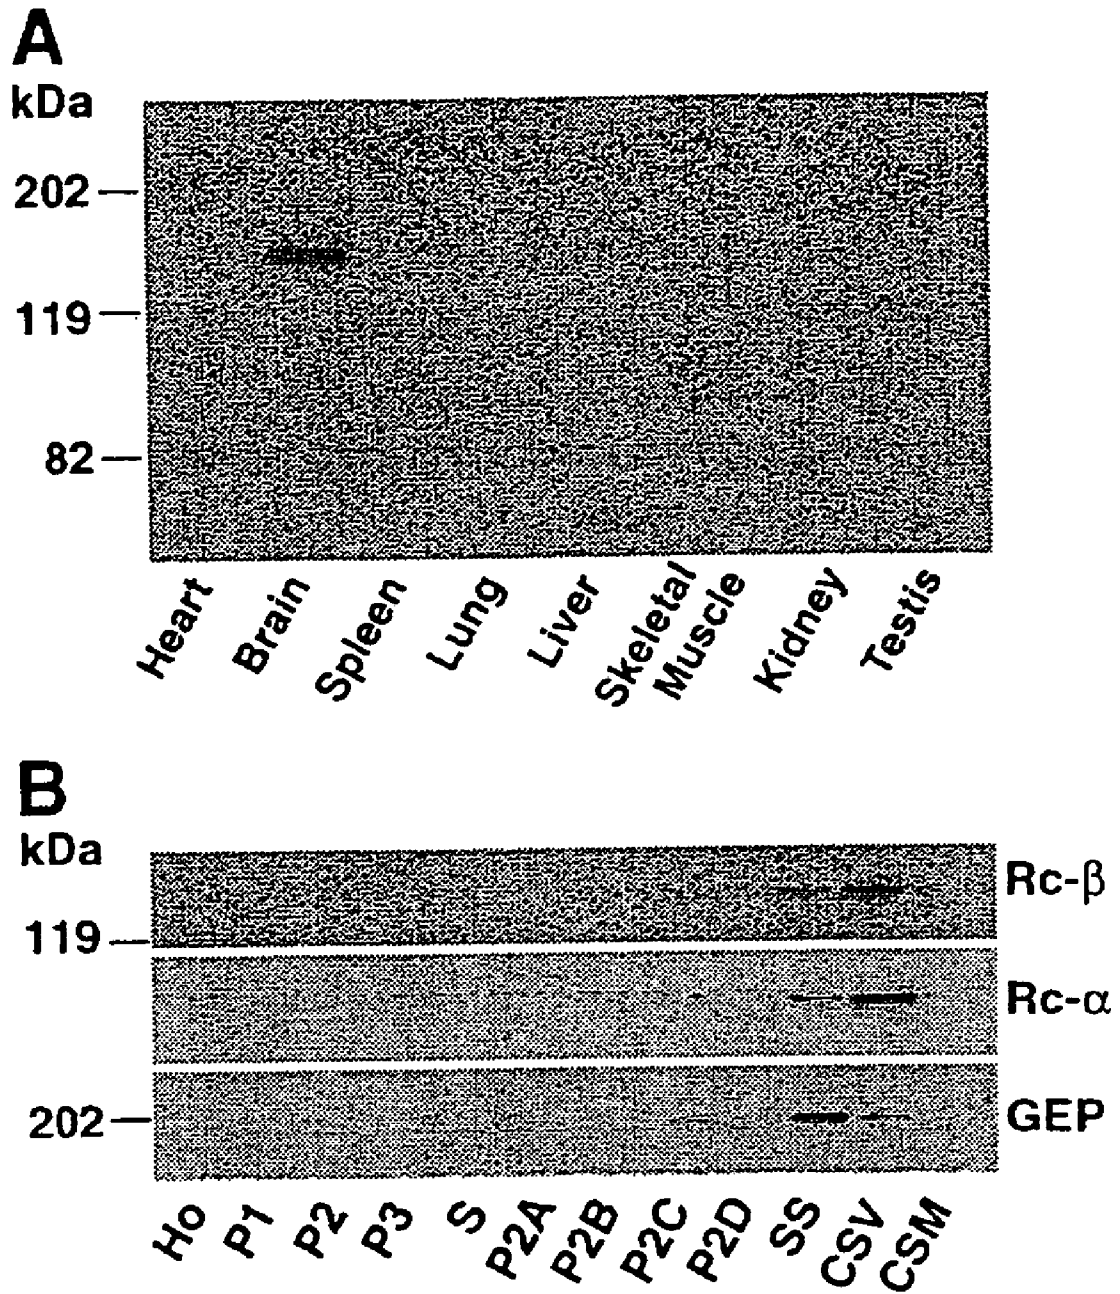 A
kDa
202
119
82
Heart
Brain
Spleen
Lung
Liver
Skeletal
Muscle
Kidney
Testis
B
kDa
119
202
Rc-β
Rc-α
GEP
Ho
P1
P2
P3
S
P2A
P2B
P2C
P2D
SS
CSV
CSM